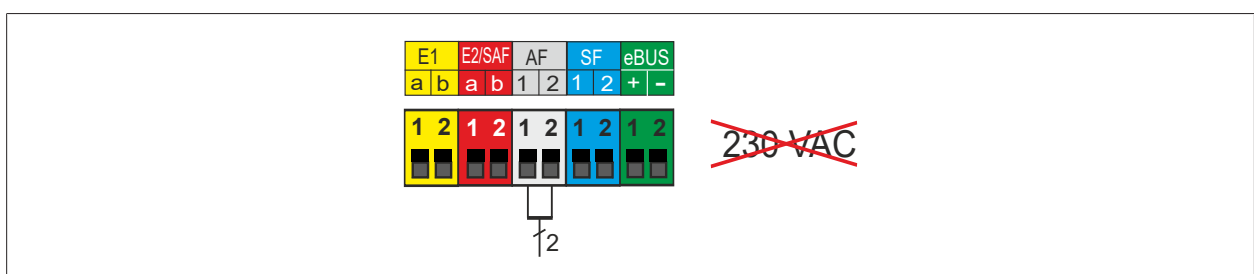 E1 E2/SAF AF SF eBUS
a b a b 1 2 1 2 + -
1 2 1 2 1 2 1 2 1 2
230 VAC
2